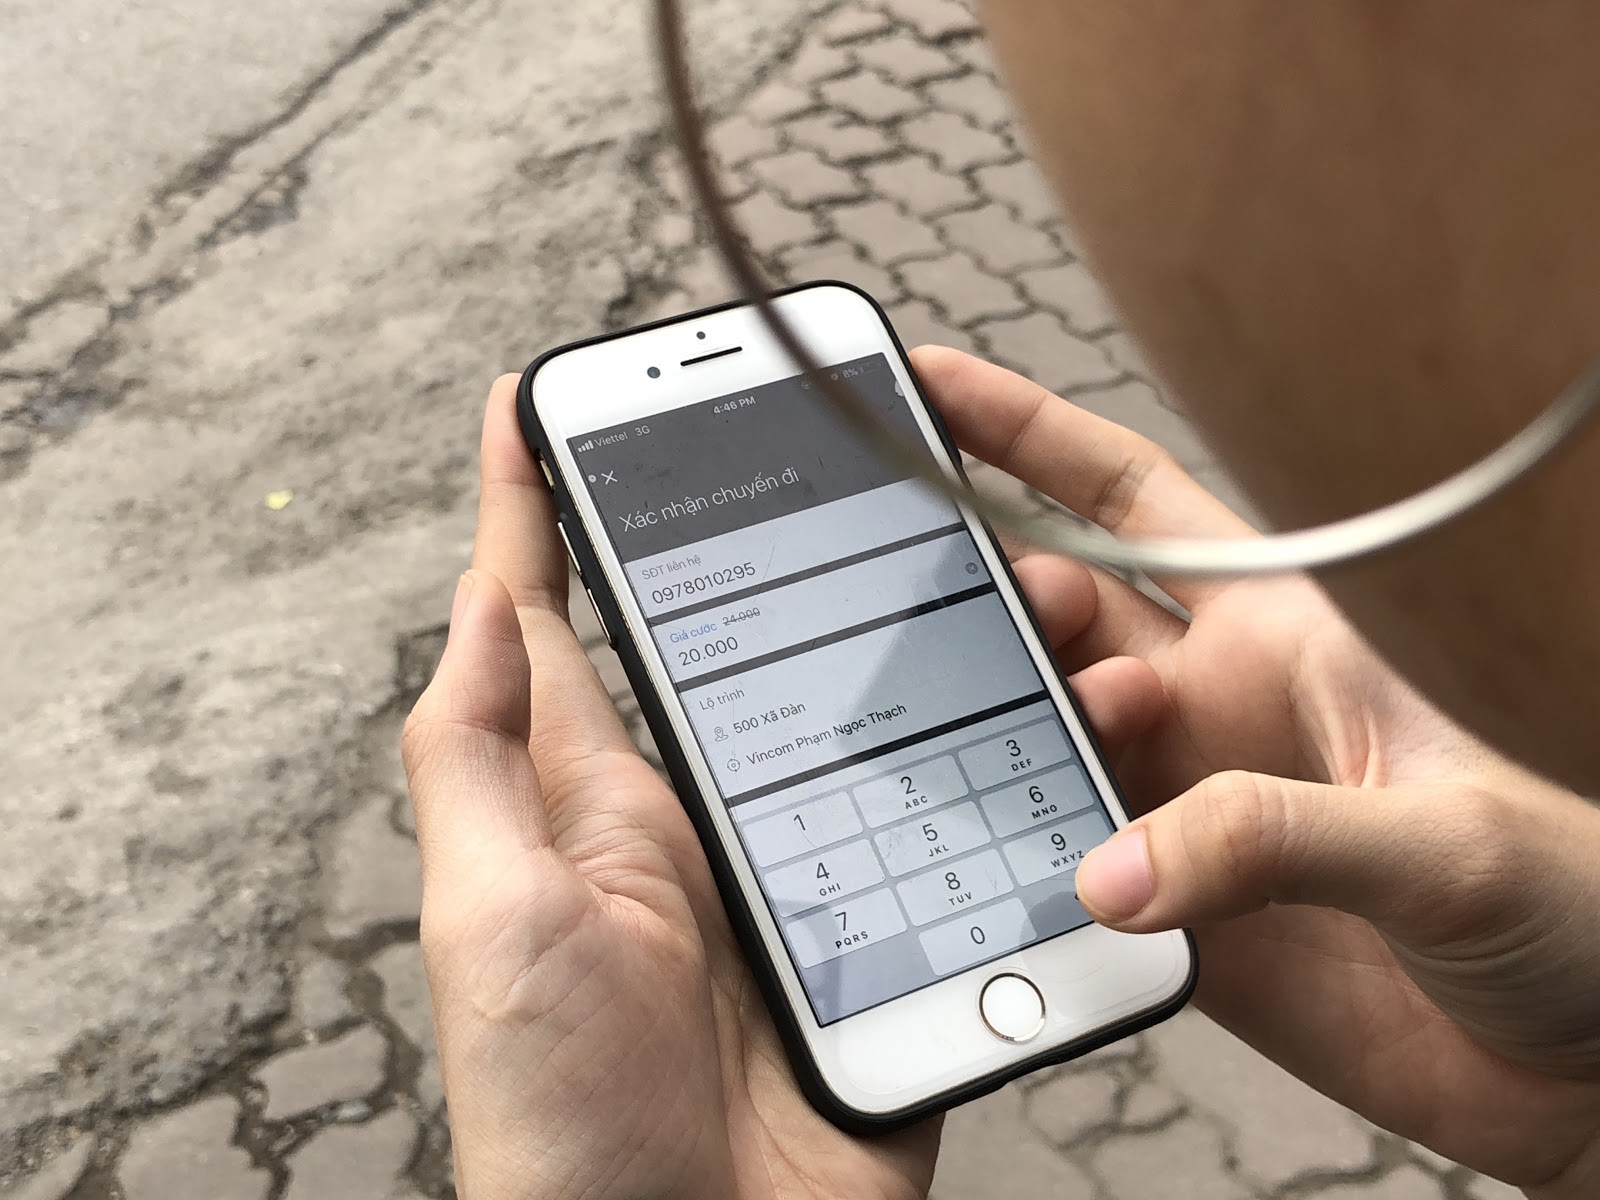 Viettel 3G 4:46 PM 8%
Xác nhận chuyến đi
SĐT liên hệ
0978010295
Giá cước 24.000
20.000
Lộ trình
500 Xã Đàn
Vincom Phạm Ngọc Thạch
1
2 ABC
3 DEF
4 GHI
5 JKL
6 MNO
7 PQRS
8 TUV
9 WXYZ
0